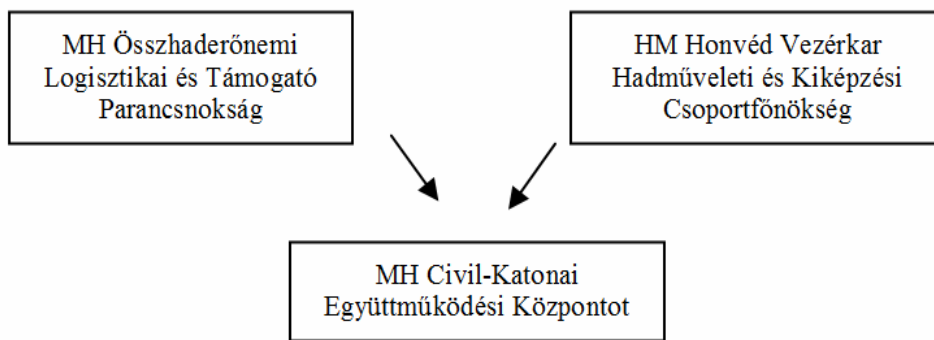 MH Összhaderőnemi
Logisztikai és Támogató
Parancsnokság
HM Honvéd Vezérkar
Hadműveleti és Kiképzési
Csoportfőnökség
MH Civil-Katonai
Együttműködési Központot